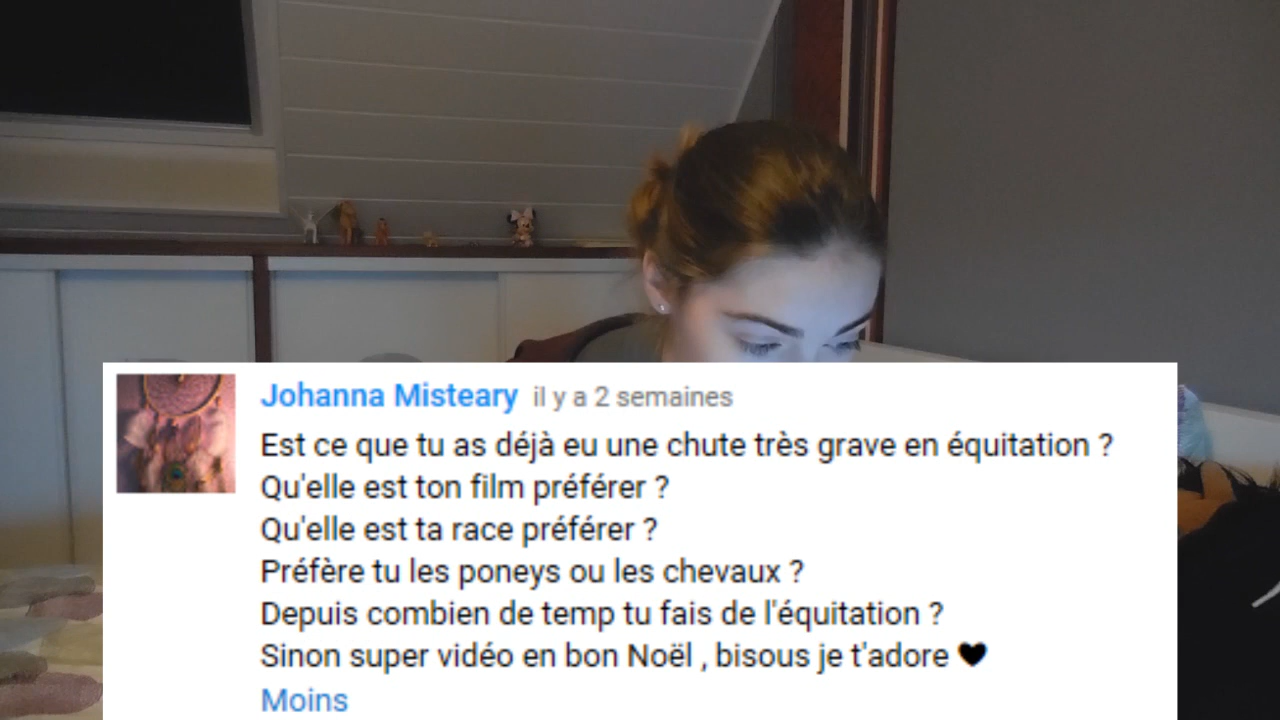 Johanna Misteary il y a 2 semaines
Est ce que tu as déjà eu une chute très grave en équitation ?
Qu'elle est ton film préférer ?
Qu'elle est ta race préférer ?
Préfère tu les poneys ou les chevaux ?
Depuis combien de temp tu fais de l'équitation ?
Sinon super vidéo en bon Noël , bisous je t'adore ♥
Moins